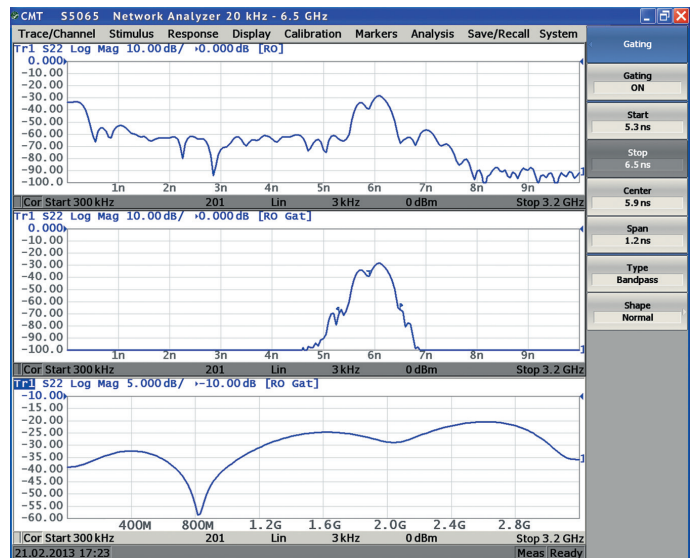 CMT S5065 Network Analyzer 20 kHz - 6.5 GHz
Trace/Channel Stimulus Response Display Calibration Markers Analysis Save/Recall System
Tr1 S22 Log Mag 10.00dB/ ▸0.000dB [RO]
0.000
-10.00
-20.00
-30.00
-40.00
-50.00
-60.00
-70.00
-80.00
-90.00
-100.0
1
1n 2n 3n 4n 5n 6n 7n 8n 9n
Cor Start 300 kHz 201 Lin 3 kHz 0 dBm Stop 3.2 GHz
Tr1 S22 Log Mag 10.00dB/ ▸0.000dB [RO Gat]
0.000
-10.00
-20.00
-30.00
-40.00
-50.00
-60.00
-70.00
-80.00
-90.00
-100.0
1
1n 2n 3n 4n 5n 6n 7n 8n 9n
Cor Start 300 kHz 201 Lin 3 kHz 0 dBm Stop 3.2 GHz
Tr1 S22 Log Mag 5.000dB/ ▸-10.00dB [RO Gat]
-10.00
-15.00
-20.00
-25.00
-30.00
-35.00
-40.00
-45.00
-50.00
-55.00
-60.00
1
400M 800M 1.2G 1.6G 2.0G 2.4G 2.8G
Cor Start 300 kHz 201 Lin 3 kHz 0 dBm Stop 3.2 GHz
21.02.2013 17:23 Meas Ready
Gating
Gating
ON
Start
5.3 ns
Stop
6.5 ns
Center
5.9 ns
Span
1.2 ns
Type
Bandpass
Shape
Normal